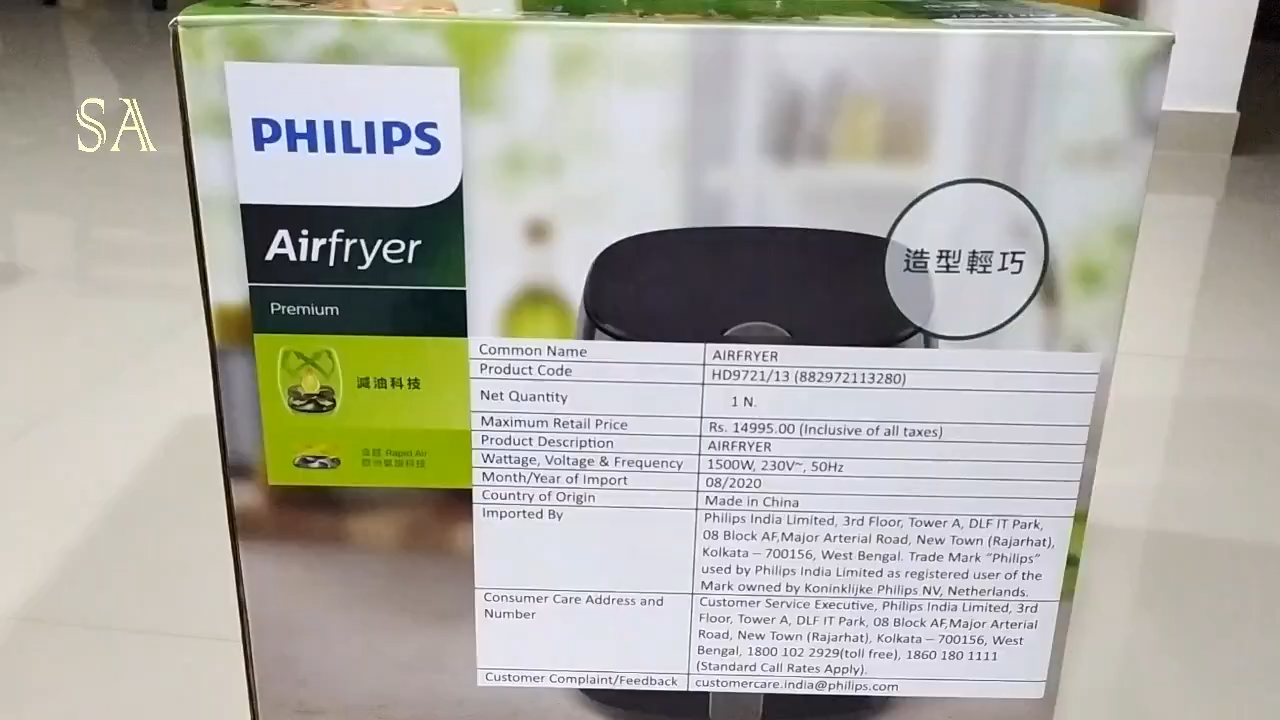 SA
PHILIPS
Airfryer
Premium
減油科技
Rapid Air
造型輕巧
Common Name AIRFRYER
Product Code HD9721/13 (882972113280)
Net Quantity 1 N.
Maximum Retail Price Rs. 14995.00 (Inclusive of all taxes)
Product Description AIRFRYER
Wattage, Voltage & Frequency 1500W, 230V~, 50Hz
Month/Year of Import 08/2020
Country of Origin Made in China
Imported By Philips India Limited, 3rd Floor, Tower A, DLF IT Park,
08 Block AF,Major Arterial Road, New Town (Rajarhat),
Kolkata – 700156, West Bengal. Trade Mark “Philips”
used by Philips India Limited as registered user of the
Mark owned by Koninklijke Philips NV, Netherlands.
Consumer Care Address and Number Customer Service Executive, Philips India Limited, 3rd
Floor, Tower A, DLF IT Park, 08 Block AF,Major Arterial
Road, New Town (Rajarhat), Kolkata – 700156, West
Bengal, 1800 102 2929(toll free), 1860 180 1111
(Standard Call Rates Apply).
Customer Complaint/Feedback customercare.india@philips.com